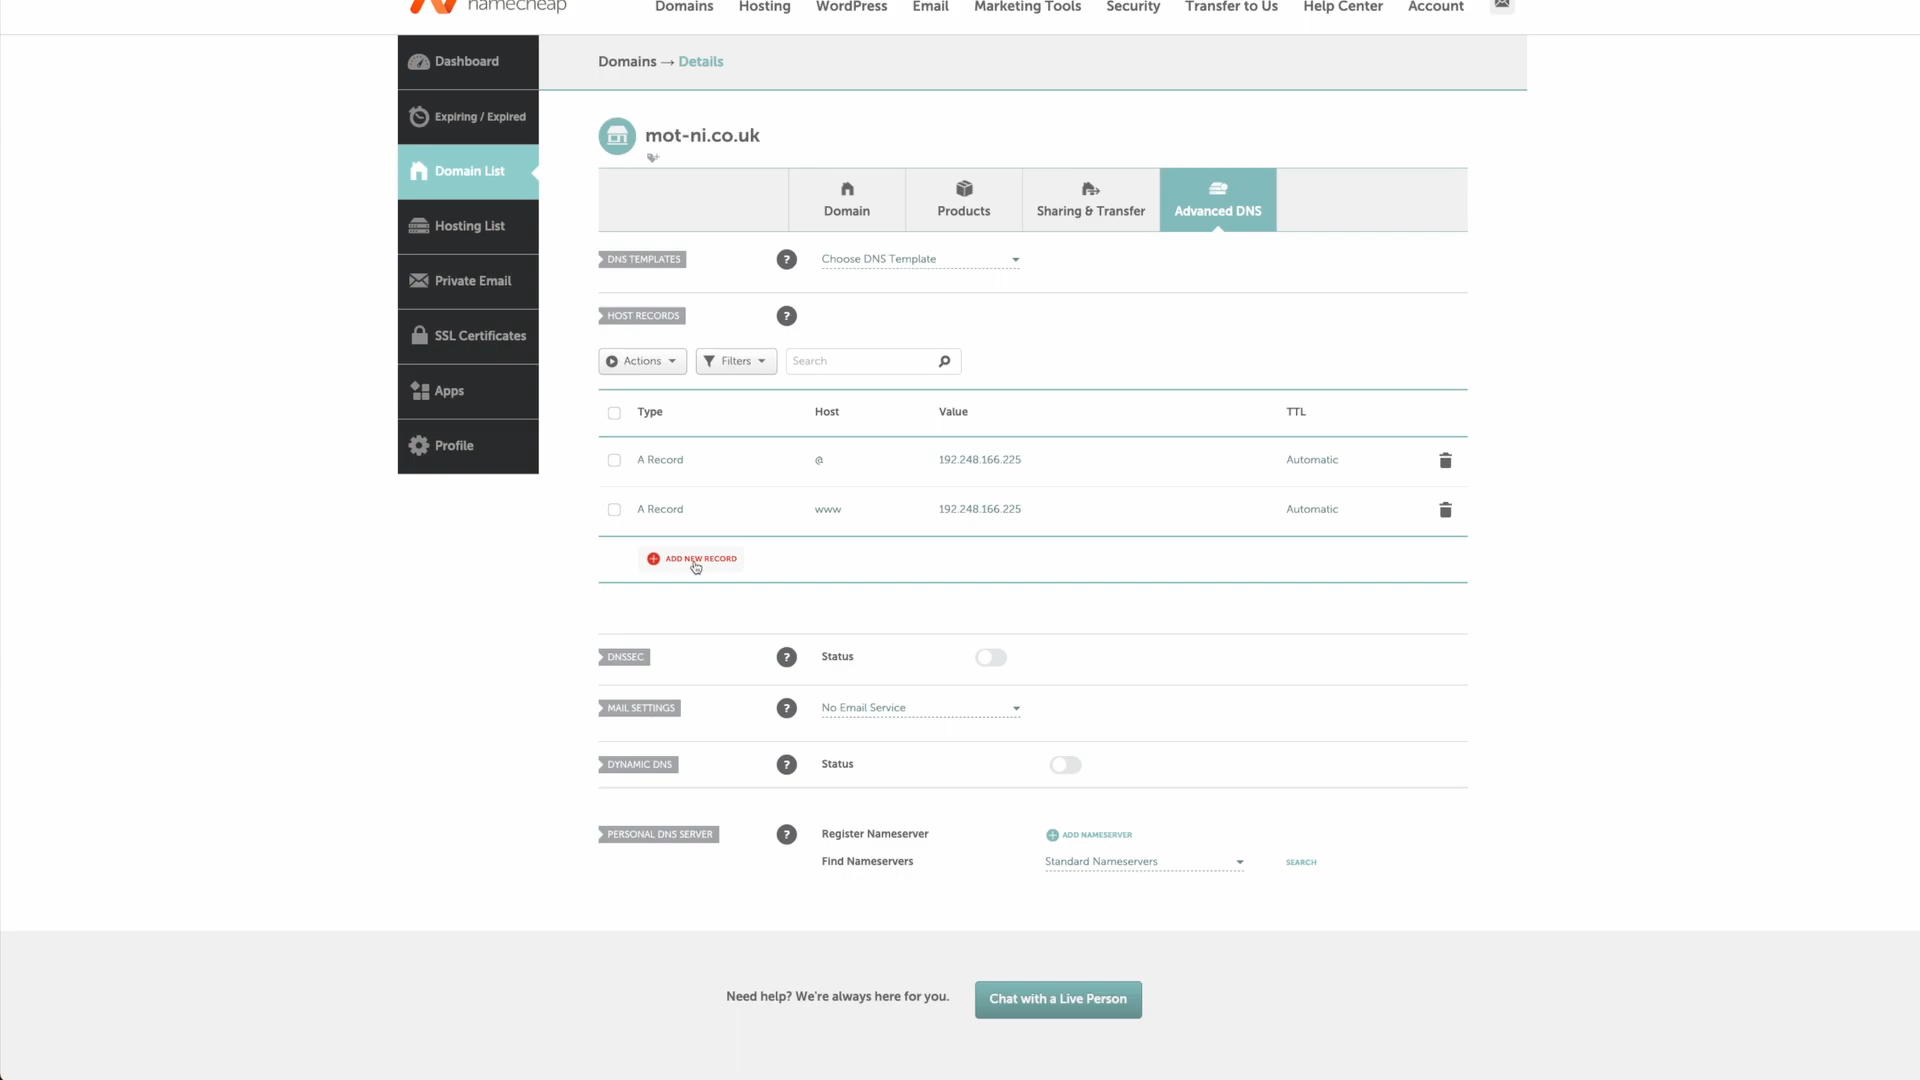 namecheap
Domains Hosting WordPress Email Marketing Tools Security Transfer to Us Help Center Account
Dashboard
Expiring / Expired
Domain List
Hosting List
Private Email
SSL Certificates
Apps
Profile
Domains → Details
mot-ni.co.uk
Domain Products Sharing & Transfer Advanced DNS
DNS TEMPLATES ? Choose DNS Template
HOST RECORDS ?
Actions Filters Search
Type Host Value TTL
A Record @ 192.248.166.225 Automatic
A Record www 192.248.166.225 Automatic
ADD NEW RECORD
DNSSEC ? Status
MAIL SETTINGS ? No Email Service
DYNAMIC DNS ? Status
PERSONAL DNS SERVER ? Register Nameserver ADD NAMESERVER
Find Nameservers Standard Nameservers SEARCH
Need help? We're always here for you. Chat with a Live Person